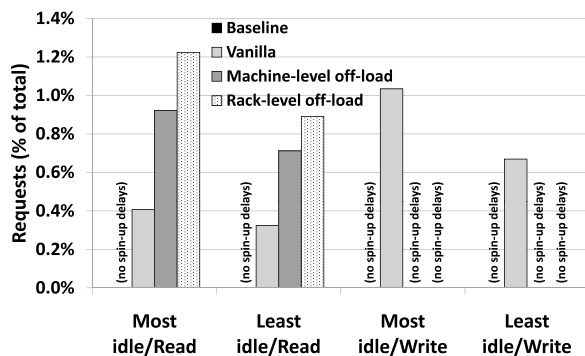 1.4%
1.2%
1.0%
0.8%
0.6%
0.4%
0.2%
0.0%
Requests (% of total)
Baseline
Vanilla
Machine-level off-load
Rack-level off-load
(no spin-up delays)
(no spin-up delays)
(no spin-up delays)
(no spin-up delays)
(no spin-up delays)
(no spin-up delays)
(no spin-up delays)
(no spin-up delays)
Most
idle/Read
Least
idle/Read
Most
idle/Write
Least
idle/Write